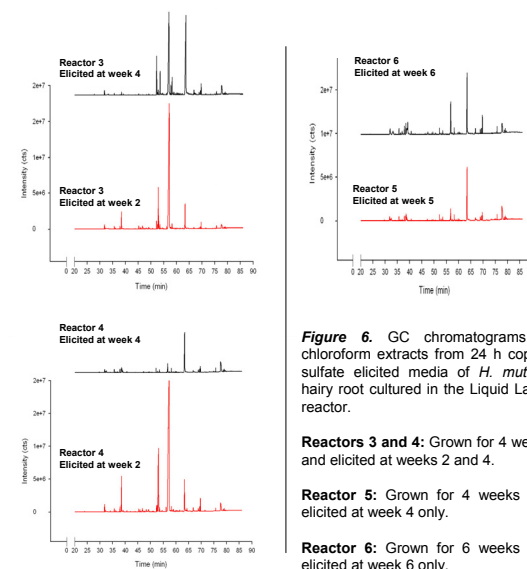 Reactor 3
Elicited at week 4
2e+7
2e+7
1e+7
5e+6
0
Intensity (cts)
Reactor 3
Elicited at week 2
0 20 25 30 35 40 45 50 55 60 65 70 75 80 85 90
Time (min)
Reactor 4
Elicited at week 4
2e+7
1e+7
5e+6
0
Intensity (cts)
Reactor 4
Elicited at week 2
0 20 25 30 35 40 45 50 55 60 65 70 75 80 85 90
Time (min)
Reactor 6
Elicited at week 6
2e+7
1e+7
5e+6
0
Intensity (cts)
Reactor 5
Elicited at week 5
0 20 25 30 35 40 45 50 55 60 65 70 75 80 85
Time (min)
Figure 6. GC chromatograms
chloroform extracts from 24 h cop
sulfate elicited media of H. mut
hairy root cultured in the Liquid La
reactor.
Reactors 3 and 4: Grown for 4 we
and elicited at weeks 2 and 4.
Reactor 5: Grown for 4 weeks
elicited at week 4 only.
Reactor 6: Grown for 6 weeks
elicited at week 6 only.